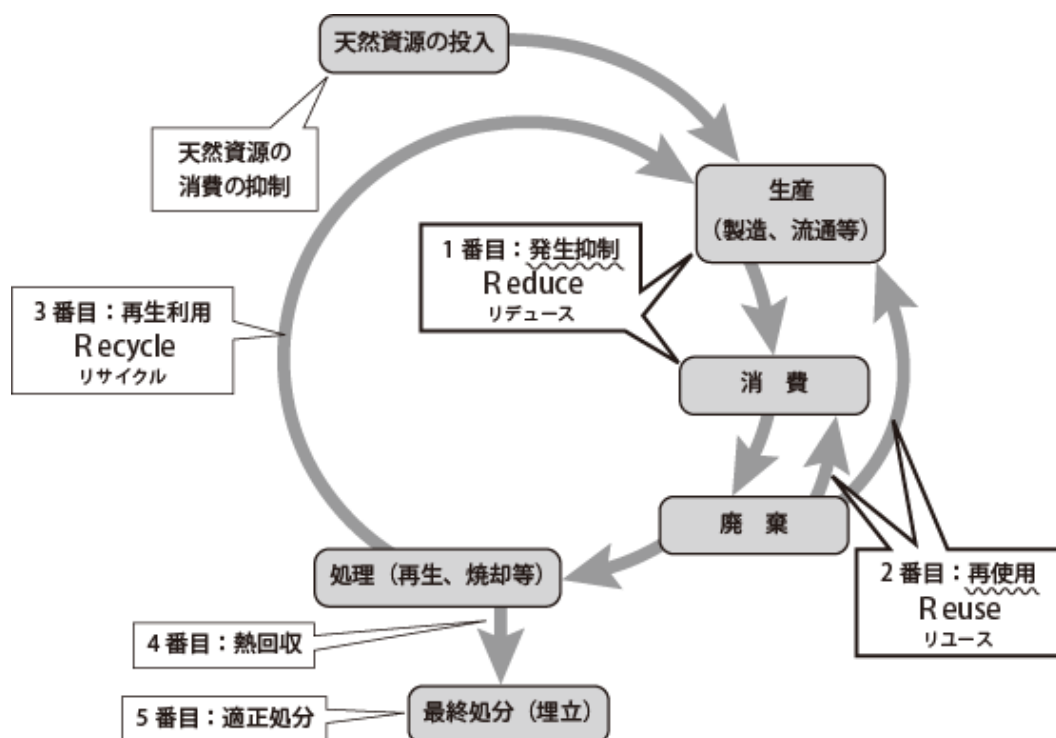 天然資源の投入
天然資源の
消費の抑制
生産
（製造、流通等）
1番目：発生抑制
Reduce
リデュース
3番目：再生利用
Recycle
リサイクル
消 費
廃 棄
2番目：再使用
Reuse
リユース
処理（再生、焼却等）
4番目：熱回収
5番目：適正処分
最終処分（埋立）